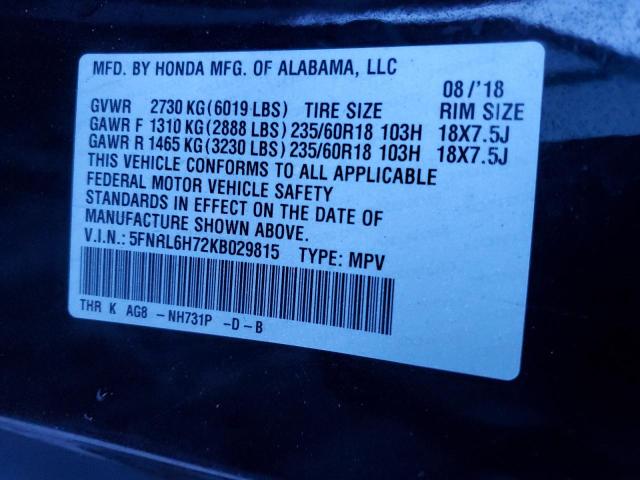 MFD. BY HONDA MFG. OF ALABAMA, LLC
08/'18
GVWR 2730 KG(6019 LBS) TIRE SIZE RIM SIZE
GAWR F 1310 KG(2888 LBS) 235/60R18 103H 18X7.5J
GAWR R 1465 KG(3230 LBS) 235/60R18 103H 18X7.5J
THIS VEHICLE CONFORMS TO ALL APPLICABLE
FEDERAL MOTOR VEHICLE SAFETY
STANDARDS IN EFFECT ON THE DATE OF
MANUFACTURE SHOWN ABOVE.
V.I.N.: 5FNRL6H72KB029815 TYPE: MPV
THR K AG8 - NH731P -D-B